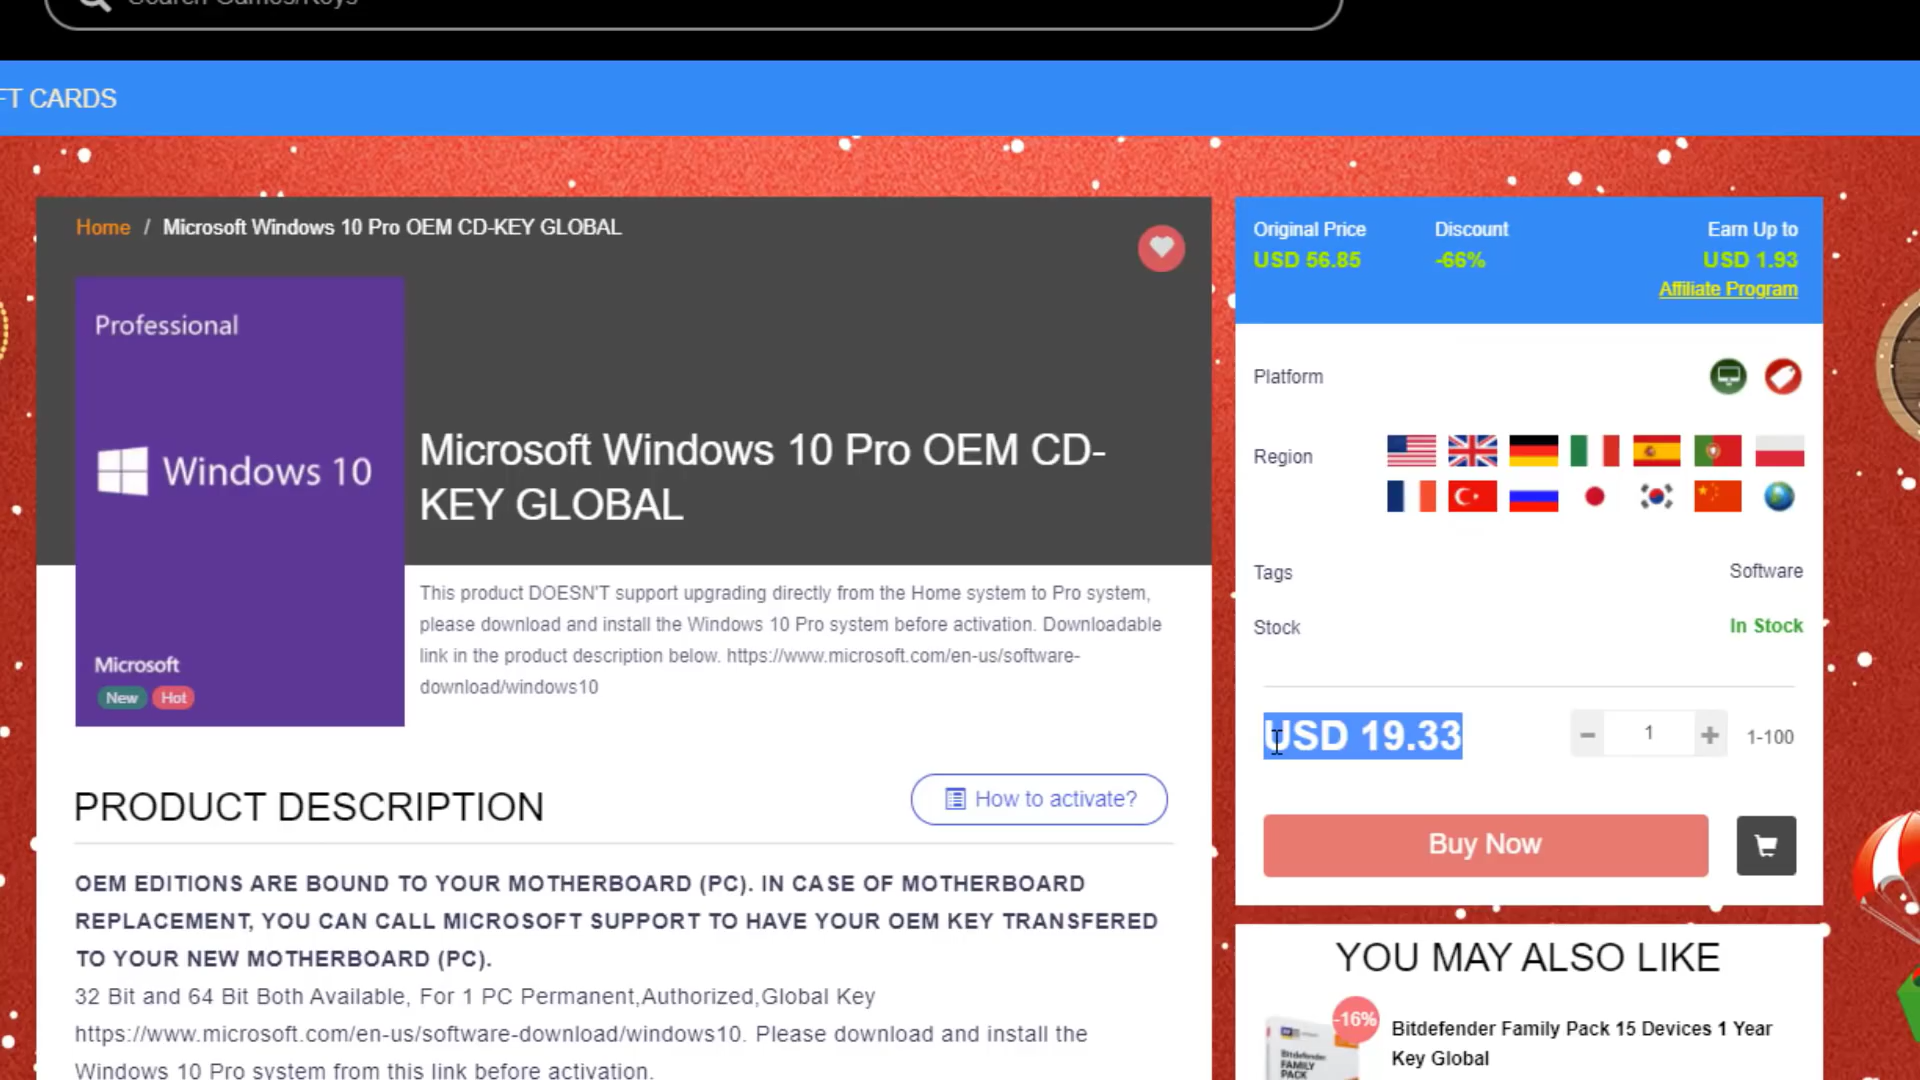 Search Games/Keys
FT CARDS
Home / Microsoft Windows 10 Pro OEM CD-KEY GLOBAL
Professional
Windows 10
Microsoft
New Hot
Microsoft Windows 10 Pro OEM CD-
KEY GLOBAL
This product DOESN'T support upgrading directly from the Home system to Pro system,
please download and install the Windows 10 Pro system before activation. Downloadable
link in the product description below. https://www.microsoft.com/en-us/software-
download/windows10
PRODUCT DESCRIPTION
How to activate?
OEM EDITIONS ARE BOUND TO YOUR MOTHERBOARD (PC). IN CASE OF MOTHERBOARD
REPLACEMENT, YOU CAN CALL MICROSOFT SUPPORT TO HAVE YOUR OEM KEY TRANSFERED
TO YOUR NEW MOTHERBOARD (PC).
32 Bit and 64 Bit Both Available, For 1 PC Permanent,Authorized,Global Key
https://www.microsoft.com/en-us/software-download/windows10. Please download and install the
Windows 10 Pro system from this link before activation.
Original Price Discount Earn Up to
USD 56.85 -66% USD 1.93
Affiliate Program
Platform
Region
Tags Software
Stock In Stock
USD 19.33 − 1 + 1-100
Buy Now
YOU MAY ALSO LIKE
-16%
Bitdefender Family Pack 15 Devices 1 Year
Key Global
Bitdefender
FAMILY
PACK